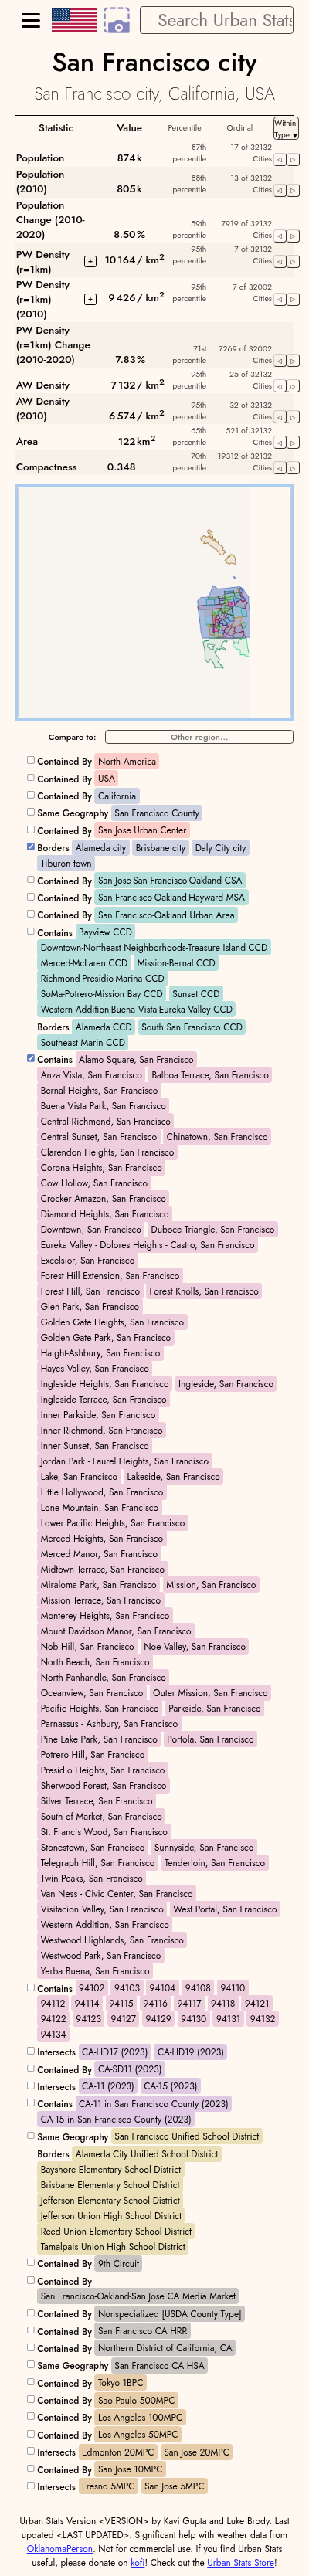 Search Urban Stats
San Francisco city
San Francisco city, California, USA
Statistic Value Percentile Ordinal Within Type ▼
Population 874k 87th percentile 17 of 32132 Cities ◁ ▷
Population (2010) 805k 88th percentile 13 of 32132 Cities ◁ ▷
Population Change (2010-2020) 8.50% 59th percentile 7919 of 32132 Cities ◁ ▷
PW Density (r=1km) + 10164/ km2 95th percentile 7 of 32132 Cities ◁ ▷
PW Density (r=1km) (2010) + 9426/ km2 95th percentile 7 of 32002 Cities ◁ ▷
PW Density (r=1km) Change (2010-2020) 7.83% 71st percentile 7269 of 32002 Cities ◁ ▷
AW Density 7132/ km2 95th percentile 25 of 32132 Cities ◁ ▷
AW Density (2010) 6574/ km2 95th percentile 32 of 32132 Cities ◁ ▷
Area 122km2 65th percentile 521 of 32132 Cities ◁ ▷
Compactness 0.348 70th percentile 19312 of 32132 Cities ◁ ▷
Compare to: Other region...
Contained By North America
Contained By USA
Contained By California
Same Geography San Francisco County
Contained By San Jose Urban Center
Borders Alameda city Brisbane city Daly City city
Tiburon town
Contained By San Jose-San Francisco-Oakland CSA
Contained By San Francisco-Oakland-Hayward MSA
Contained By San Francisco-Oakland Urban Area
Contains Bayview CCD
Downtown-Northeast Neighborhoods-Treasure Island CCD
Merced-McLaren CCD Mission-Bernal CCD
Richmond-Presidio-Marina CCD
SoMa-Potrero-Mission Bay CCD Sunset CCD
Western Addition-Buena Vista-Eureka Valley CCD
Borders Alameda CCD South San Francisco CCD
Southeast Marin CCD
Contains Alamo Square, San Francisco
Anza Vista, San Francisco Balboa Terrace, San Francisco
Bernal Heights, San Francisco
Buena Vista Park, San Francisco
Central Richmond, San Francisco
Central Sunset, San Francisco Chinatown, San Francisco
Clarendon Heights, San Francisco
Corona Heights, San Francisco
Cow Hollow, San Francisco
Crocker Amazon, San Francisco
Diamond Heights, San Francisco
Downtown, San Francisco Duboce Triangle, San Francisco
Eureka Valley - Dolores Heights - Castro, San Francisco
Excelsior, San Francisco
Forest Hill Extension, San Francisco
Forest Hill, San Francisco Forest Knolls, San Francisco
Glen Park, San Francisco
Golden Gate Heights, San Francisco
Golden Gate Park, San Francisco
Haight-Ashbury, San Francisco
Hayes Valley, San Francisco
Ingleside Heights, San Francisco Ingleside, San Francisco
Ingleside Terrace, San Francisco
Inner Parkside, San Francisco
Inner Richmond, San Francisco
Inner Sunset, San Francisco
Jordan Park - Laurel Heights, San Francisco
Lake, San Francisco Lakeside, San Francisco
Little Hollywood, San Francisco
Lone Mountain, San Francisco
Lower Pacific Heights, San Francisco
Merced Heights, San Francisco
Merced Manor, San Francisco
Midtown Terrace, San Francisco
Miraloma Park, San Francisco Mission, San Francisco
Mission Terrace, San Francisco
Monterey Heights, San Francisco
Mount Davidson Manor, San Francisco
Nob Hill, San Francisco Noe Valley, San Francisco
North Beach, San Francisco
North Panhandle, San Francisco
Oceanview, San Francisco Outer Mission, San Francisco
Pacific Heights, San Francisco Parkside, San Francisco
Parnassus - Ashbury, San Francisco
Pine Lake Park, San Francisco Portola, San Francisco
Potrero Hill, San Francisco
Presidio Heights, San Francisco
Sherwood Forest, San Francisco
Silver Terrace, San Francisco
South of Market, San Francisco
St. Francis Wood, San Francisco
Stonestown, San Francisco Sunnyside, San Francisco
Telegraph Hill, San Francisco Tenderloin, San Francisco
Twin Peaks, San Francisco
Van Ness - Civic Center, San Francisco
Visitacion Valley, San Francisco West Portal, San Francisco
Western Addition, San Francisco
Westwood Highlands, San Francisco
Westwood Park, San Francisco
Yerba Buena, San Francisco
Contains 94102 94103 94104 94108 94110
94112 94114 94115 94116 94117 94118 94121
94122 94123 94127 94129 94130 94131 94132
94134
Intersects CA-HD17 (2023) CA-HD19 (2023)
Contained By CA-SD11 (2023)
Intersects CA-11 (2023) CA-15 (2023)
Contains CA-11 in San Francisco County (2023)
CA-15 in San Francisco County (2023)
Same Geography San Francisco Unified School District
Borders Alameda City Unified School District
Bayshore Elementary School District
Brisbane Elementary School District
Jefferson Elementary School District
Jefferson Union High School District
Reed Union Elementary School District
Tamalpais Union High School District
Contained By 9th Circuit
Contained By
San Francisco-Oakland-San Jose CA Media Market
Contained By Nonspecialized [USDA County Type]
Contained By San Francisco CA HRR
Contained By Northern District of California, CA
Same Geography San Francisco CA HSA
Contained By Tokyo 1BPC
Contained By São Paulo 500MPC
Contained By Los Angeles 100MPC
Contained By Los Angeles 50MPC
Intersects Edmonton 20MPC San Jose 20MPC
Contained By San Jose 10MPC
Intersects Fresno 5MPC San Jose 5MPC
Urban Stats Version <VERSION> by Kavi Gupta and Luke Brody. Last
updated <LAST UPDATED>. Significant help with weather data from
OklahomaPerson. Not for commercial use. If you find Urban Stats
useful, please donate on kofi! Check out the Urban Stats Store!